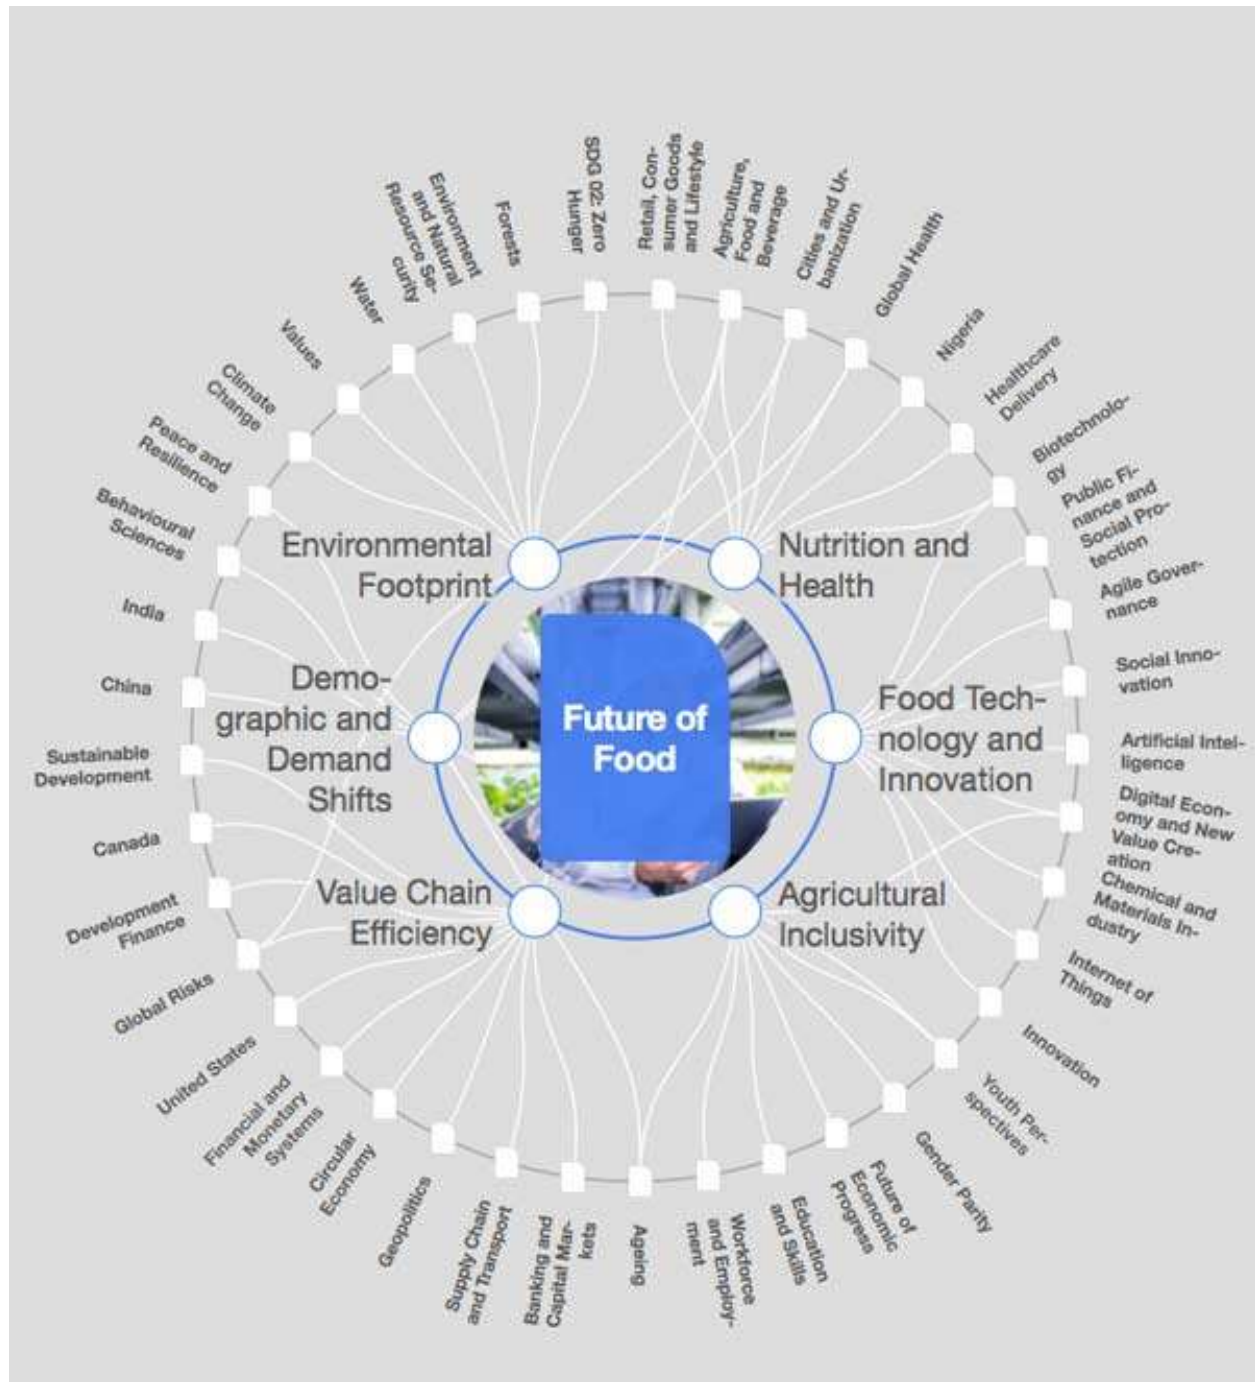 Future of
Food
Environmental
Footprint
Nutrition and
Health
Demo-
graphic and
Demand
Shifts
Food Tech-
nology and
Innovation
Value Chain
Efficiency
Agricultural
Inclusivity
SDG 02: Zero
Hunger
Retail, Con-
sumer Goods
and Lifestyle
Agriculture,
Food and
Beverage
Cities and Ur-
banization
Global Health
Nigeria
Healthcare
Delivery
Biotechnolo-
gy
Public Fi-
nance and
Social Pro-
tection
Agile Gover-
nance
Social Inno-
vation
Artificial Intel-
ligence
Digital Econ-
omy and New
Value Cre-
ation
Chemical and
Materials In-
dustry
Internet of
Things
Innovation
Youth Per-
spectives
Gender Parity
Future of
Economic
Progress
Education
and Skills
Workforce
and Employ-
ment
Ageing
Banking and
Capital Mar-
kets
Supply Chain
and Transport
Geopolitics
Circular
Economy
Financial and
Monetary
Systems
United States
Global Risks
Development
Finance
Canada
Sustainable
Development
China
India
Behavioural
Sciences
Peace and
Resilience
Climate
Change
Values
Water
Environment
and Natural
Resource Se-
curity
Forests